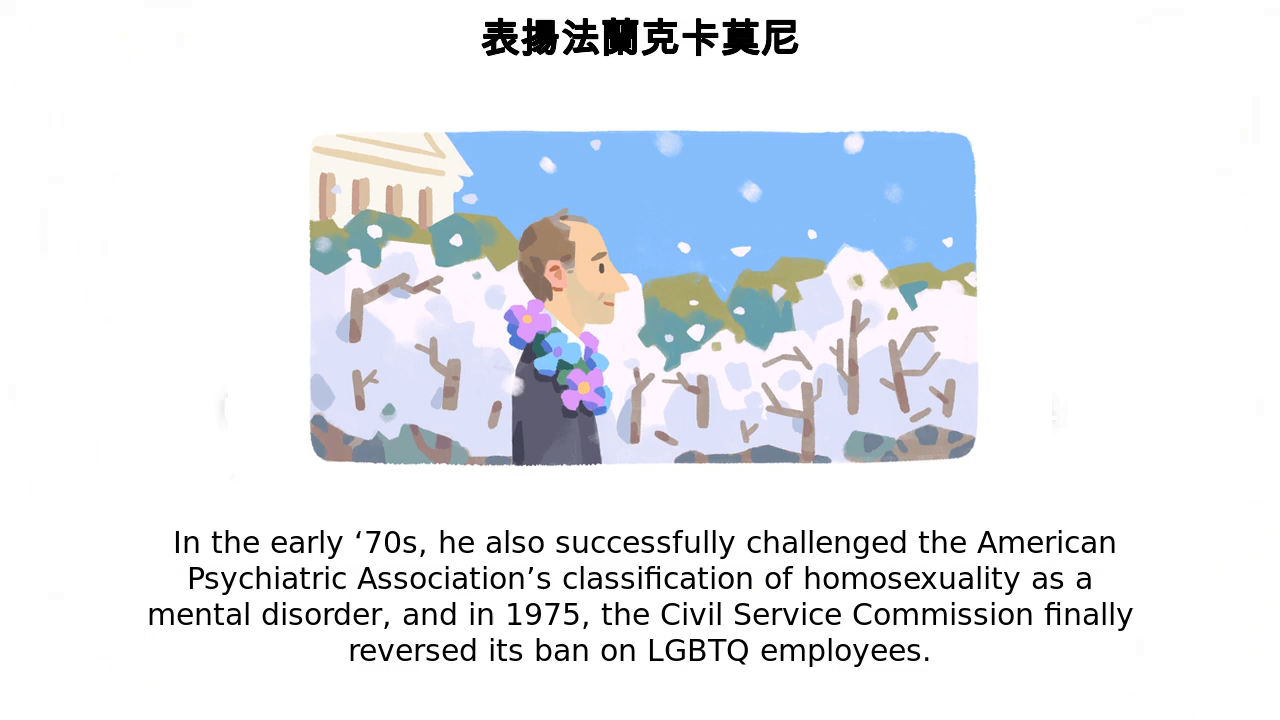 表揚法蘭克卡莫尼
In the early ‘70s, he also successfully challenged the American
Psychiatric Association’s classification of homosexuality as a
mental disorder, and in 1975, the Civil Service Commission finally
reversed its ban on LGBTQ employees.